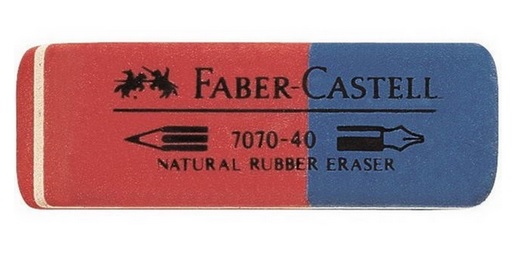 FABER-CASTELL
7070-40
NATURAL RUBBER ERASER